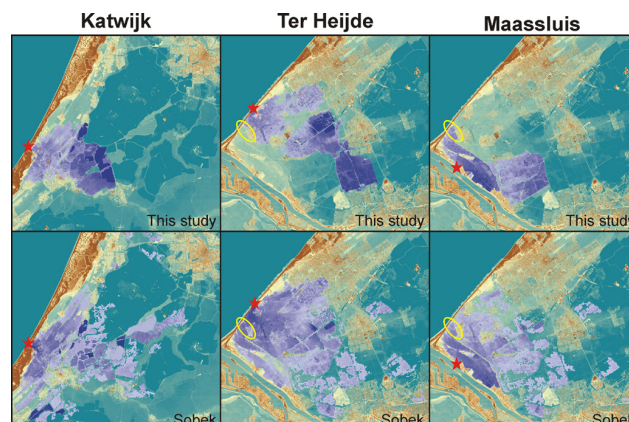 Katwijk
Ter Heijde
Maassluis
This study
This study
This study
Sobek
Sobek
Sobek